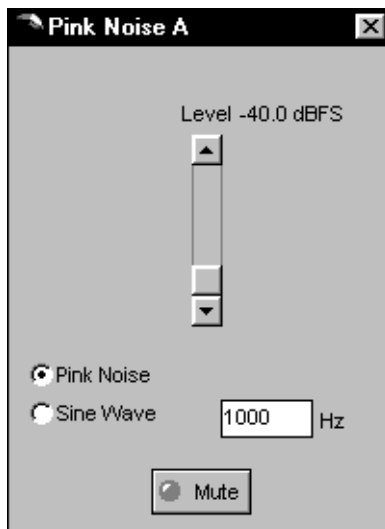 Pink Noise A
Level -40.0 dBFS
Pink Noise
Sine Wave 1000 Hz
Mute